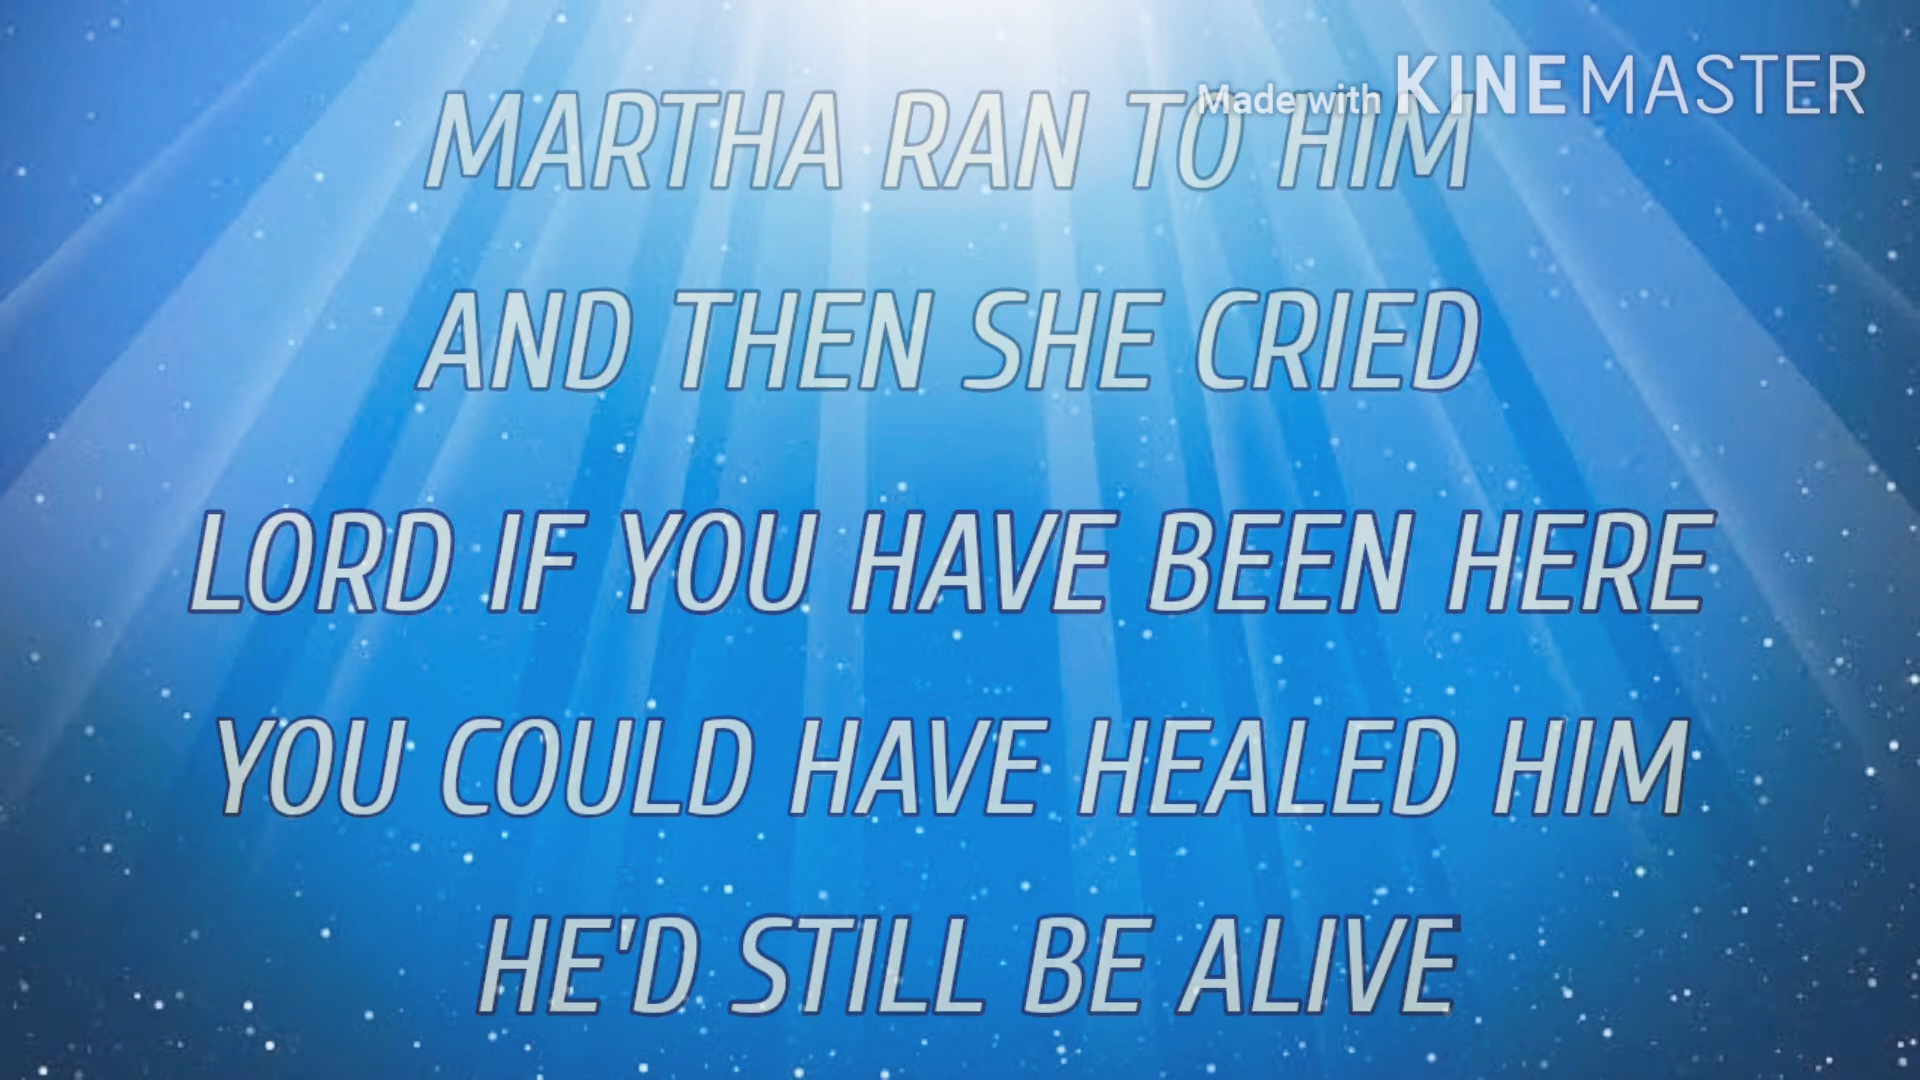 Made with KINEMASTER
MARTHA RAN TO HIM
AND THEN SHE CRIED
LORD IF YOU HAVE BEEN HERE
YOU COULD HAVE HEALED HIM
HE'D STILL BE ALIVE